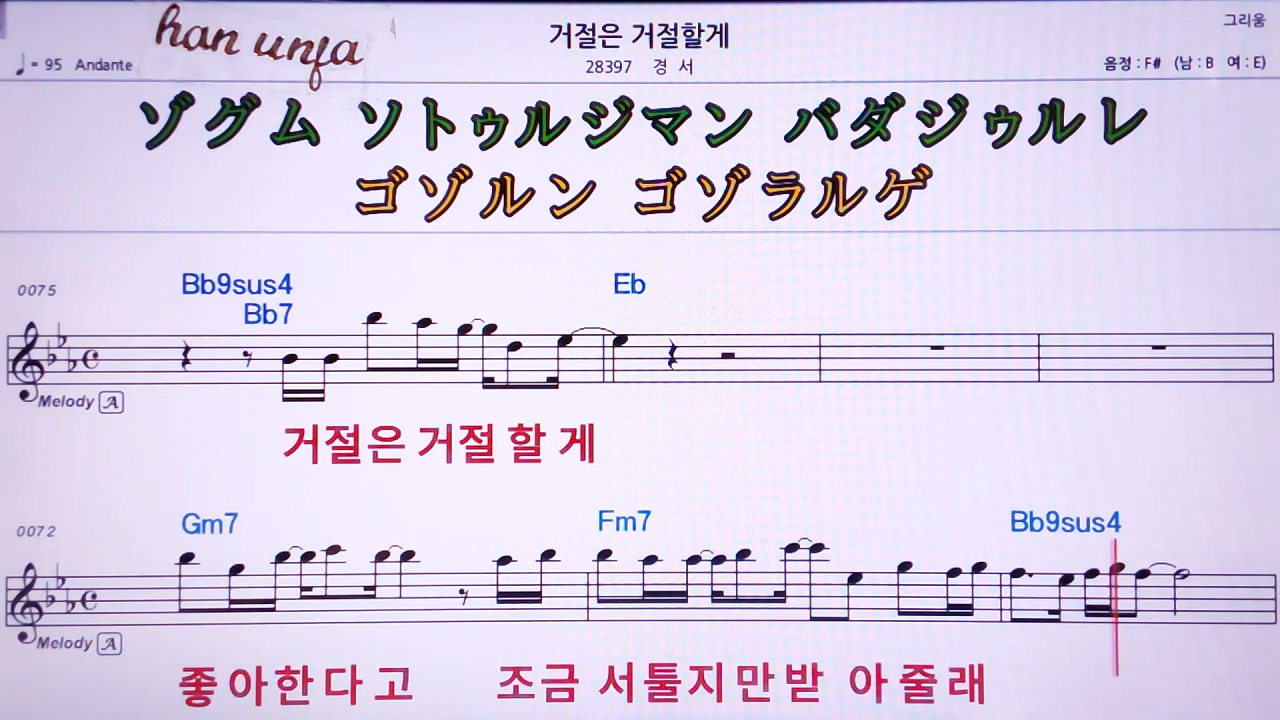 han unfa
거절은 거절할게
그리움
♩= 95 Andante
28397 경 서
음정 : F# (남 : B 여 : E)
ゾグム ソトゥルジマン バダジゥルレ
ゴゾルン ゴゾラルゲ
0075
Bb9sus4
Bb7
Eb
Melody A
거절은 거절 할 게
0072
Gm7
Fm7
Bb9sus4
Melody A
좋아한다고 조금 서툴지만받 아 줄래